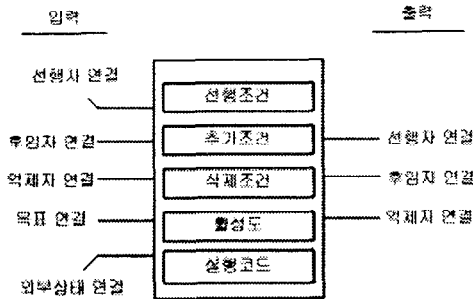 입력
출력
선행사 연결
선행조건
후임자 연결
추가조건
선행사 연결
억제자 연결
삭제조건
후임자 연결
목표 연결
활성도
억제자 연결
실행코드
외부상태 연결